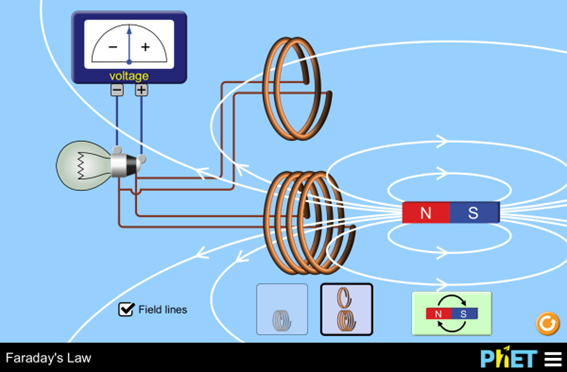 − +
voltage
− +
N S
Field lines
N S
Faraday's Law
PhET